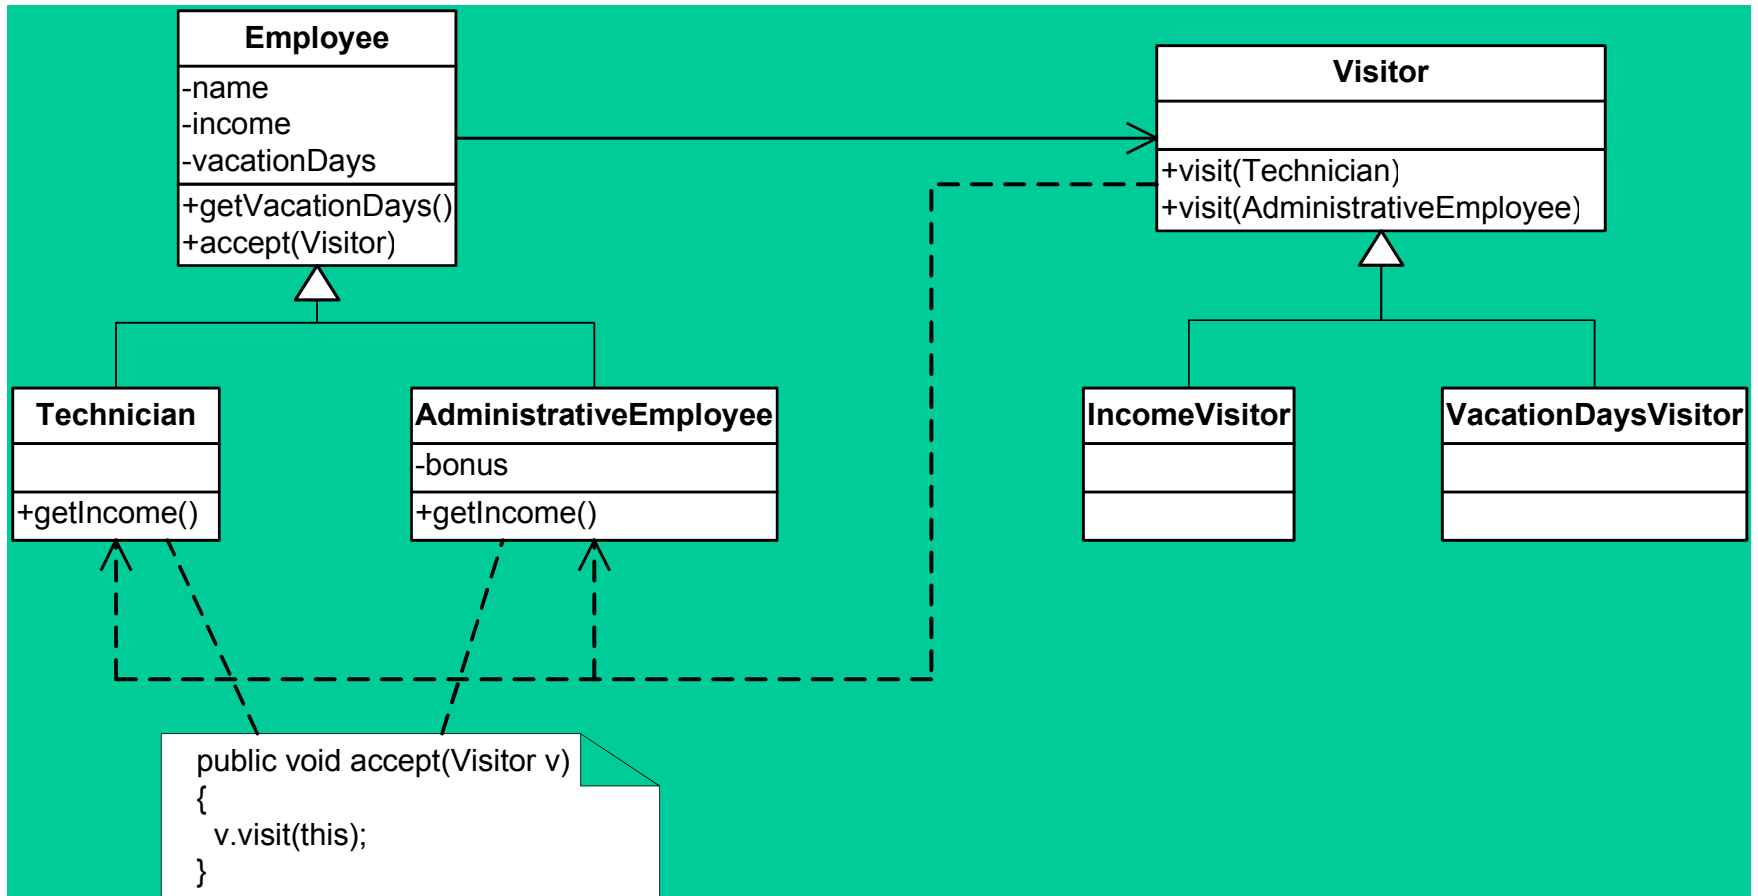 Employee
-name
-income
-vacationDays
+getVacationDays()
+accept(Visitor)
Visitor
+visit(Technician)
+visit(AdministrativeEmployee)
Technician
+getIncome()
AdministrativeEmployee
-bonus
+getIncome()
IncomeVisitor
VacationDaysVisitor
public void accept(Visitor v)
{
v.visit(this);
}